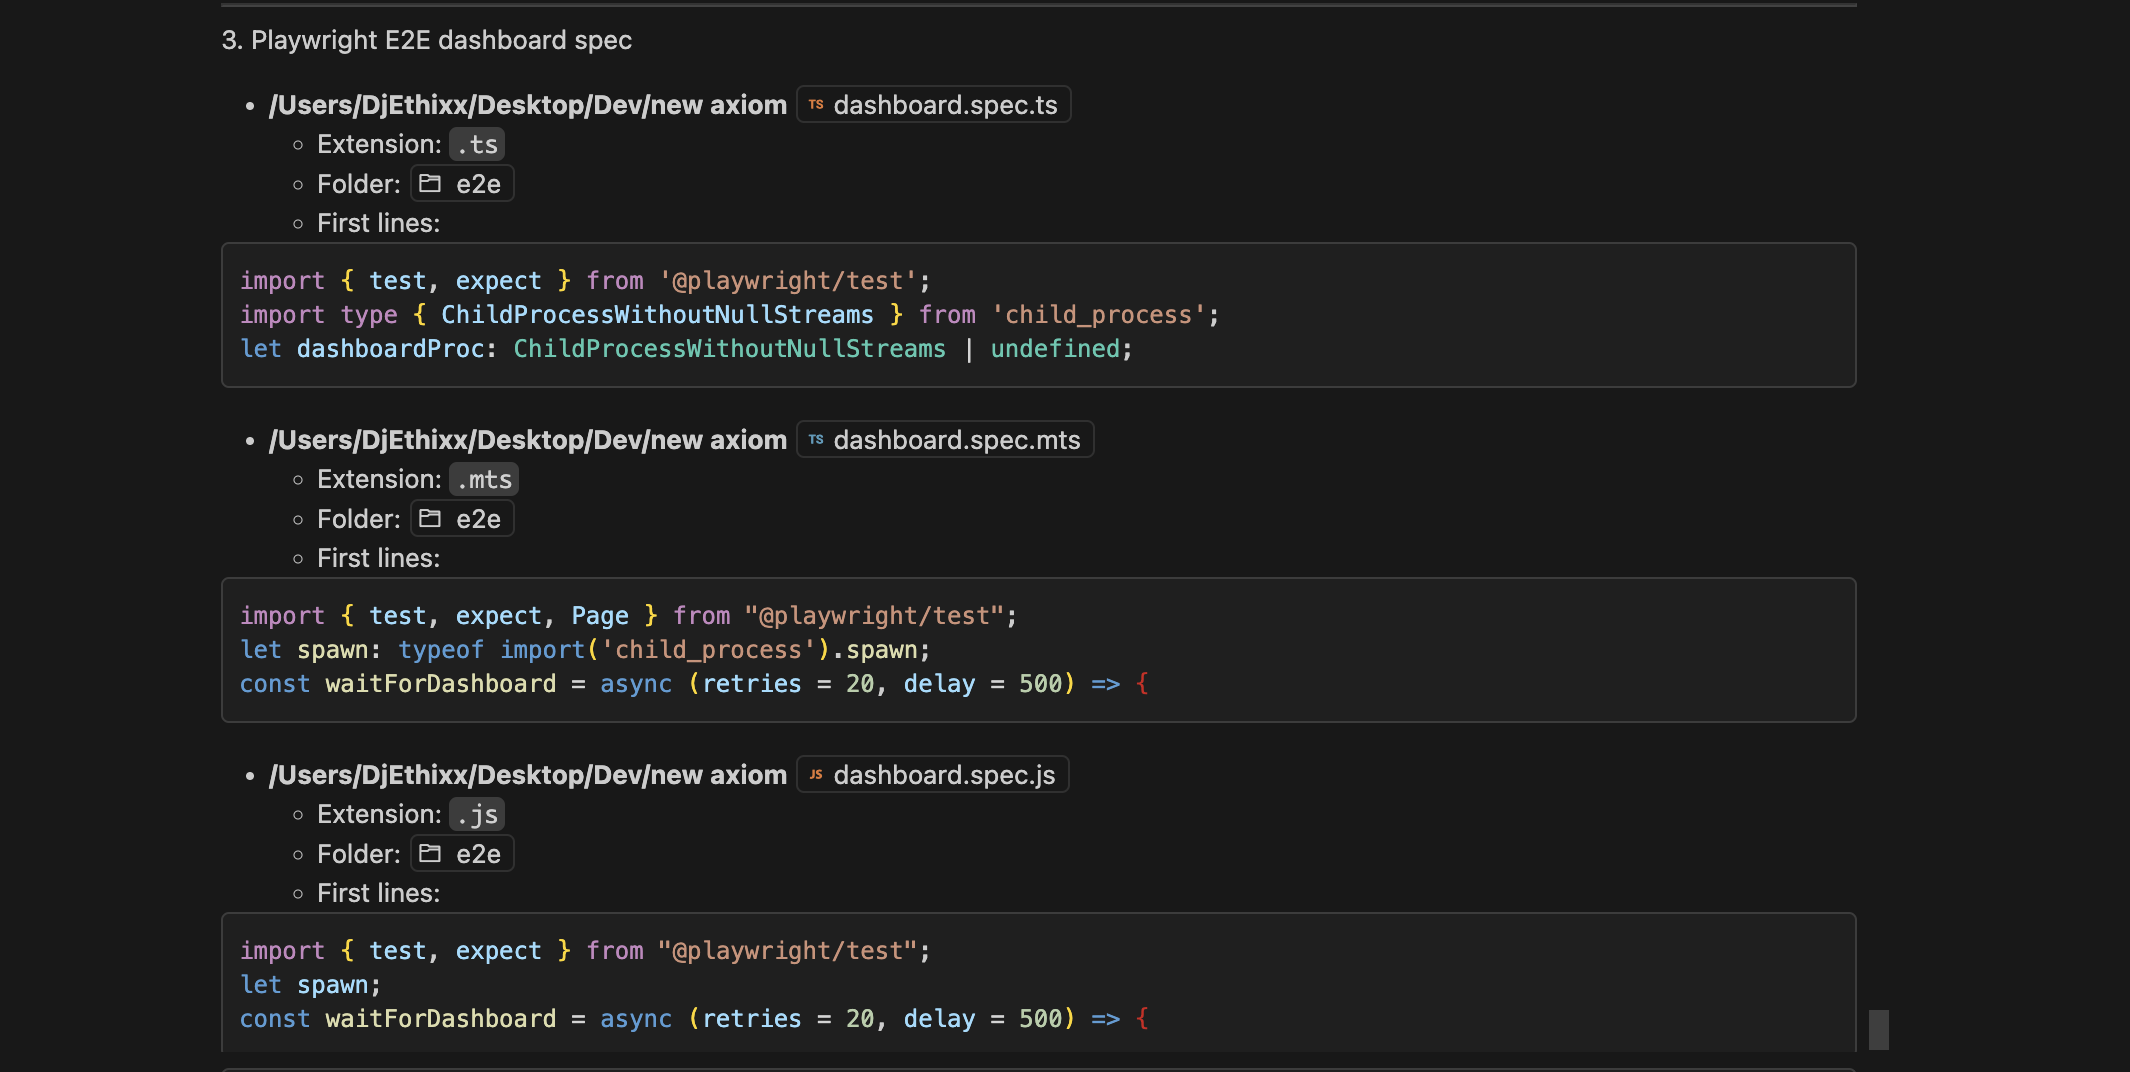 3. Playwright E2E dashboard spec
• /Users/DjEthixx/Desktop/Dev/new axiom TS dashboard.spec.ts
◦ Extension: .ts
◦ Folder: e2e
◦ First lines:
import { test, expect } from '@playwright/test';
import type { ChildProcessWithoutNullStreams } from 'child_process';
let dashboardProc: ChildProcessWithoutNullStreams | undefined;
• /Users/DjEthixx/Desktop/Dev/new axiom TS dashboard.spec.mts
◦ Extension: .mts
◦ Folder: e2e
◦ First lines:
import { test, expect, Page } from "@playwright/test";
let spawn: typeof import('child_process').spawn;
const waitForDashboard = async (retries = 20, delay = 500) => {
• /Users/DjEthixx/Desktop/Dev/new axiom JS dashboard.spec.js
◦ Extension: .js
◦ Folder: e2e
◦ First lines:
import { test, expect } from "@playwright/test";
let spawn;
const waitForDashboard = async (retries = 20, delay = 500) => {